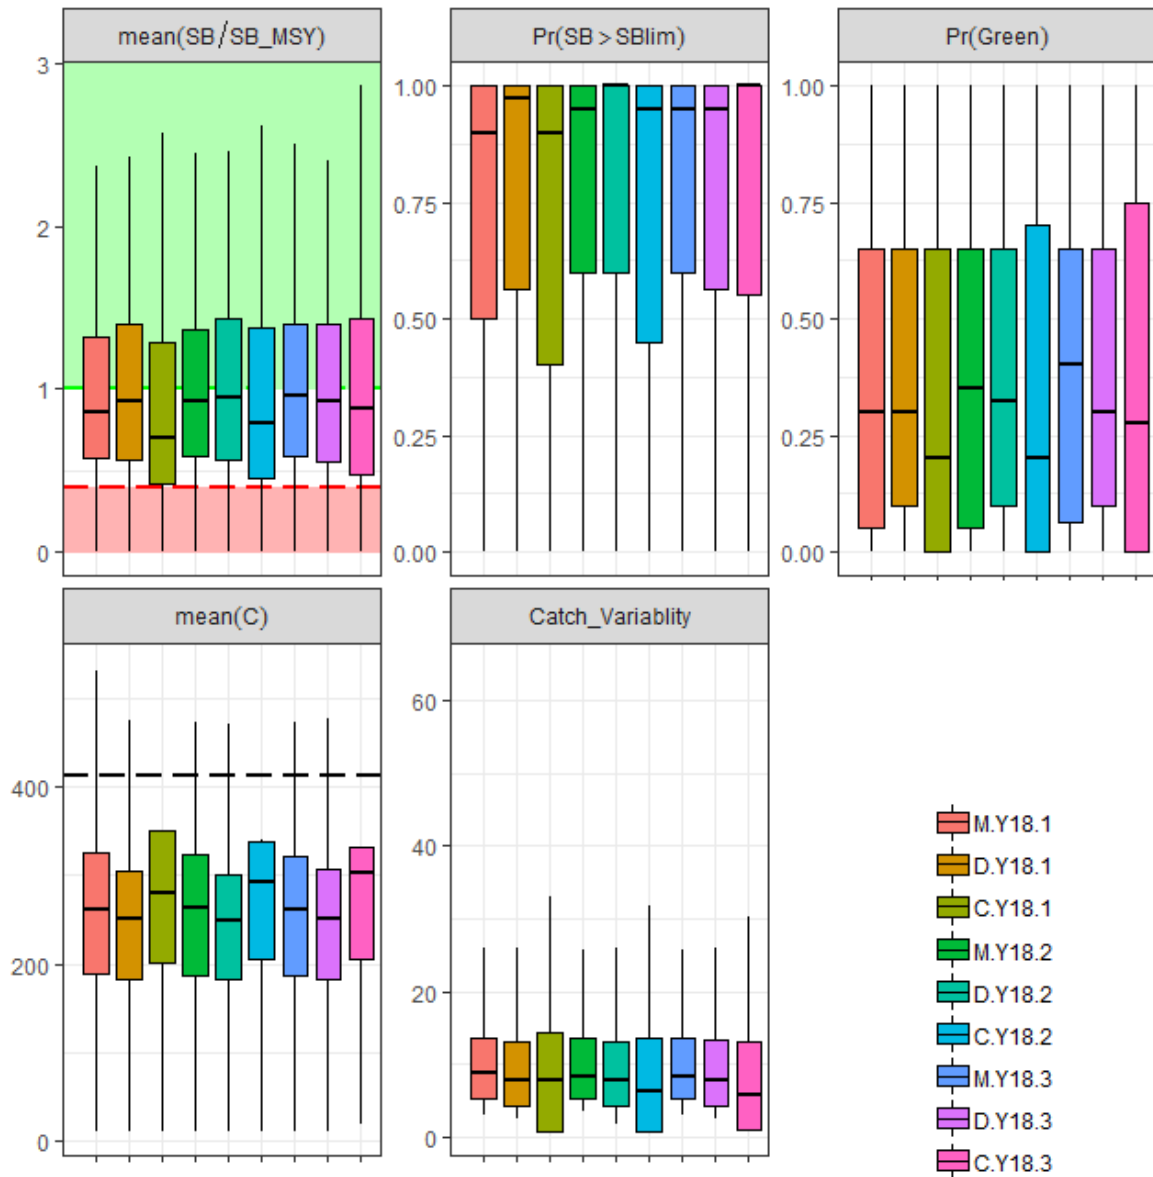 mean(SB/SB_MSY)
Pr(SB > SBlim)
Pr(Green)
3
2
1
0
1.00
0.75
0.50
0.25
0.00
1.00
0.75
0.50
0.25
0.00
mean(C)
Catch_Variablity
400
200
0
60
40
20
0
M.Y18.1
D.Y18.1
C.Y18.1
M.Y18.2
D.Y18.2
C.Y18.2
M.Y18.3
D.Y18.3
C.Y18.3